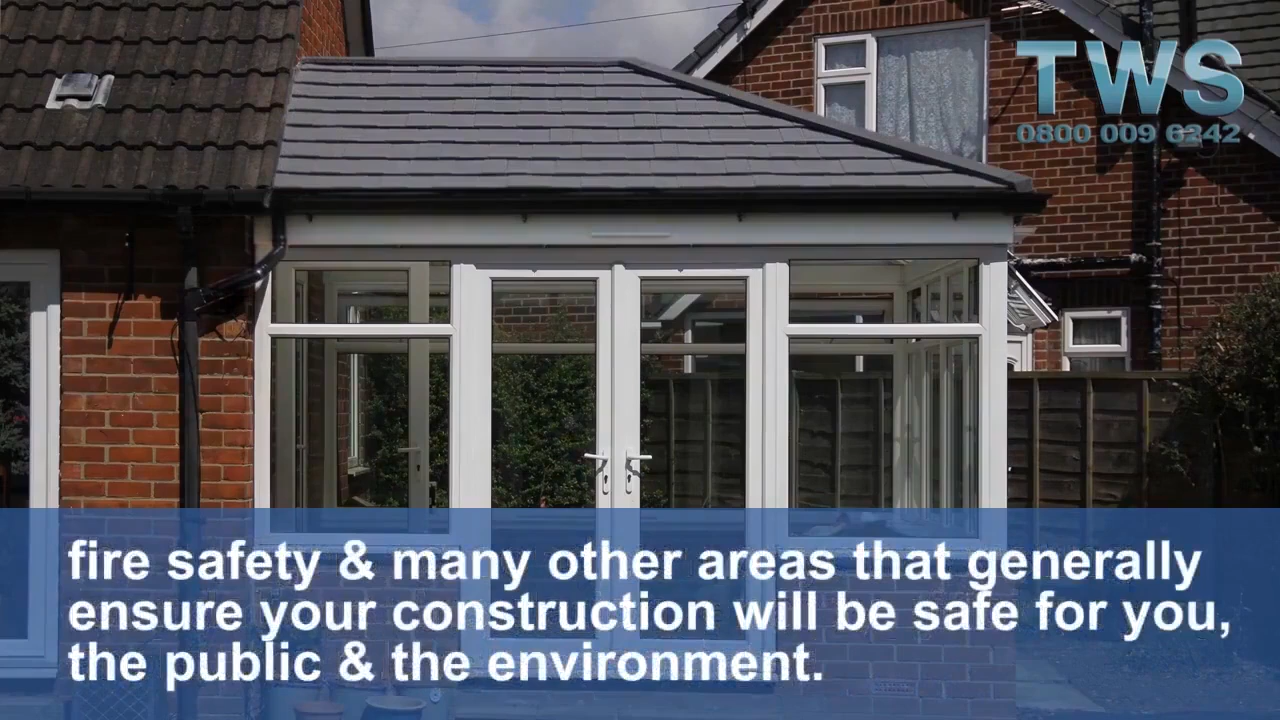 TWS
0800 009 6242
fire safety & many other areas that generally
ensure your construction will be safe for you,
the public & the environment.